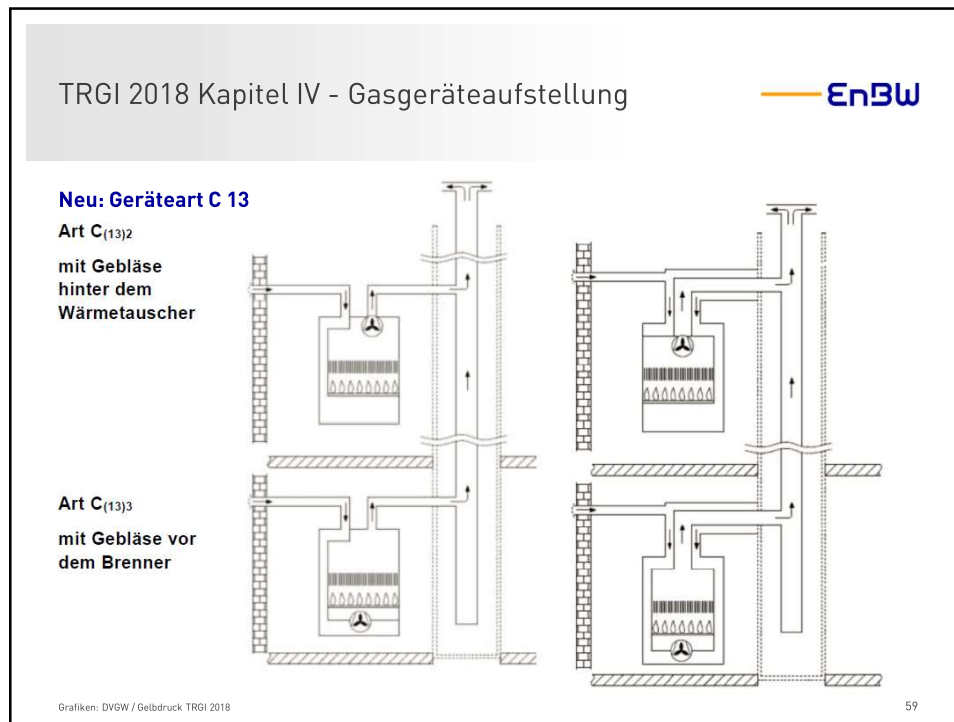 TRGI 2018 Kapitel IV - Gasgeräteaufstellung
EnBW
Neu: Geräteart C 13
Art C(13)2
mit Gebläse
hinter dem
Wärmetauscher
Art C(13)3
mit Gebläse vor
dem Brenner
Grafiken: DVGW / Gelbdruck TRGI 2018
59